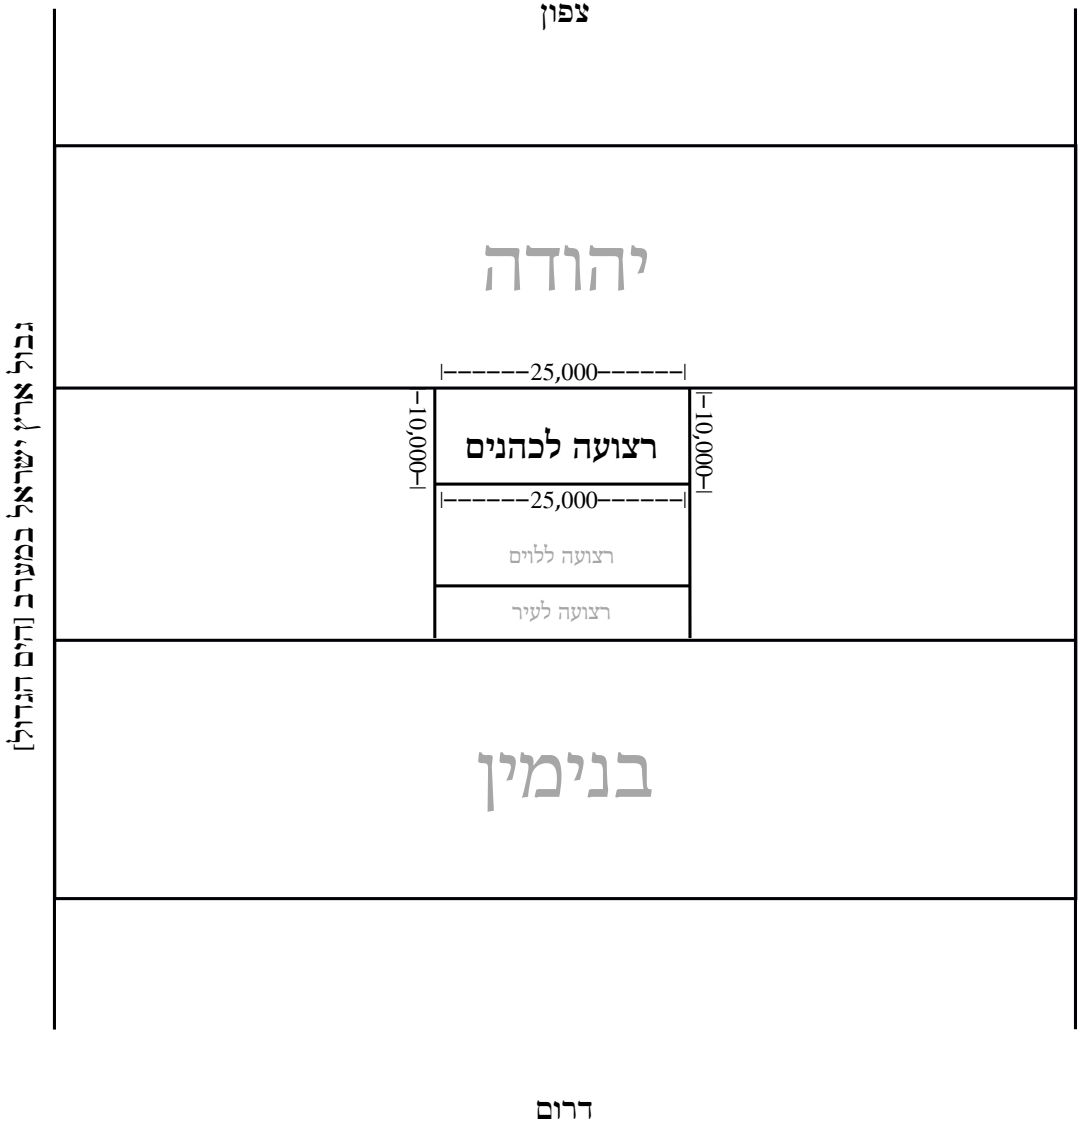 צפון
יהודה
|-------25,000-------|
|-10,000-|
|-10,000-|
רצועה לכהנים
|-------25,000-------|
רצועה ללוים
רצועה לעיר
גבול ארץ ישראל במערב [הים הגדול]
בנימין
דרום